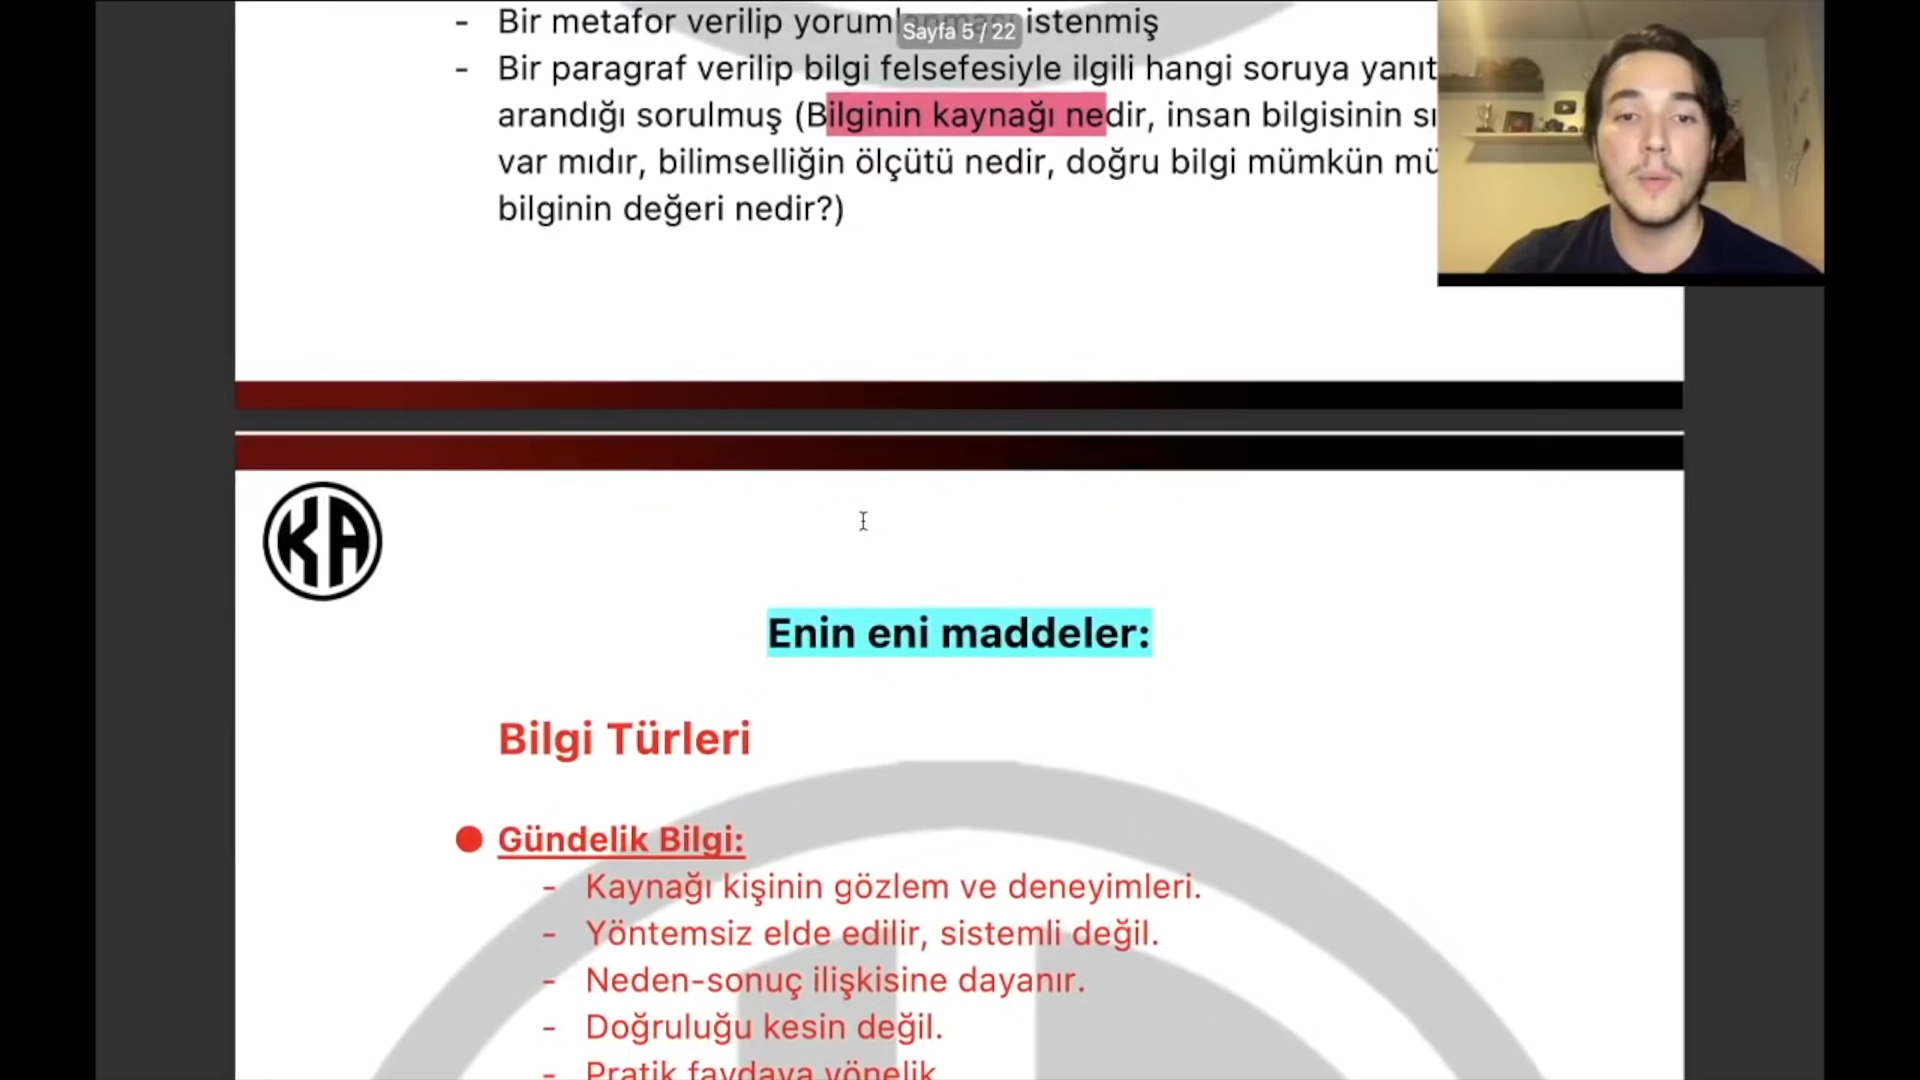 - Bir metafor verilip yorumlanması istenmiş
Sayfa 5 / 22
- Bir paragraf verilip bilgi felsefesiyle ilgili hangi soruya yanıt
arandığı sorulmuş (Bilginin kaynağı nedir, insan bilgisinin sı
var mıdır, bilimselliğin ölçütü nedir, doğru bilgi mümkün mü
bilginin değeri nedir?)
KA
Enin eni maddeler:
Bilgi Türleri
● Gündelik Bilgi:
- Kaynağı kişinin gözlem ve deneyimleri.
- Yöntemsiz elde edilir, sistemli değil.
- Neden-sonuç ilişkisine dayanır.
- Doğruluğu kesin değil.
- Pratik faydaya yönelik